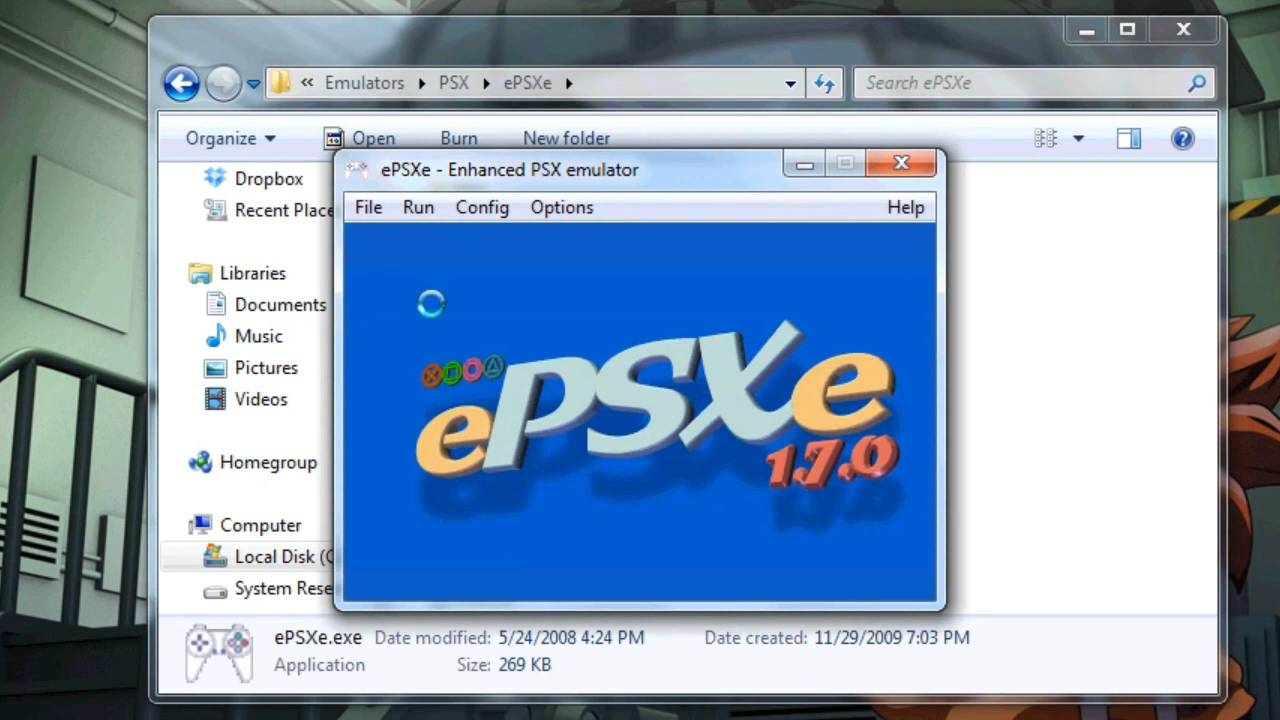 « Emulators PSX ePSXe
Search ePSXe
Organize Open Burn New folder
ePSXe - Enhanced PSX emulator
File Run Config Options Help
Dropbox
Recent Place
Libraries
Documents
Music
Pictures
Videos
Homegroup
Computer
Local Disk (C
System Rese
ePSXe
1.7.0
ePSXe.exe Date modified: 5/24/2008 4:24 PM Date created: 11/29/2009 7:03 PM
Application Size: 269 KB